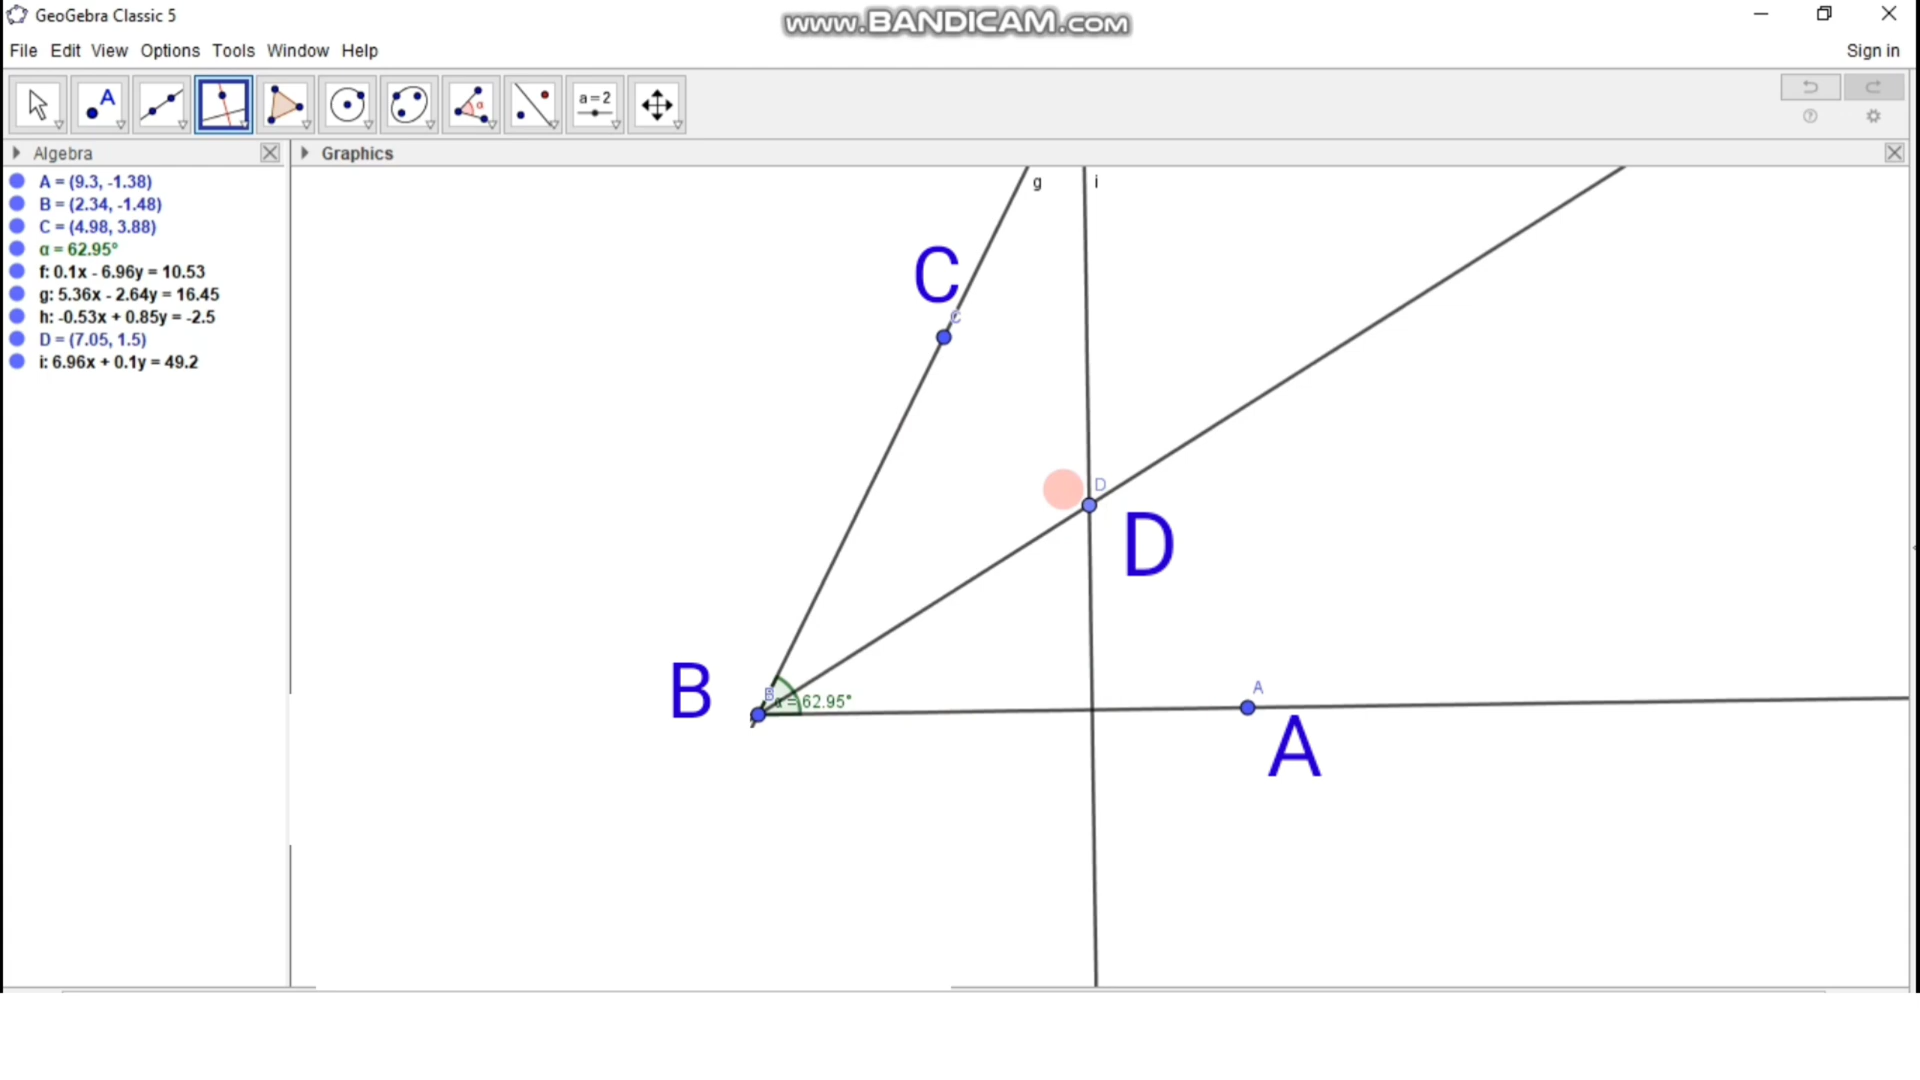 GeoGebra Classic 5
www.BANDICAM.com
File Edit View Options Tools Window Help
Sign in
A
α
a=2
Algebra
Graphics
A = (9.3, -1.38)
B = (2.34, -1.48)
C = (4.98, 3.88)
α = 62.95°
f: 0.1x - 6.96y = 10.53
g: 5.36x - 2.64y = 16.45
h: -0.53x + 0.85y = -2.5
D = (7.05, 1.5)
i: 6.96x + 0.1y = 49.2
g
i
C
C
D
D
B
B
α = 62.95°
A
A